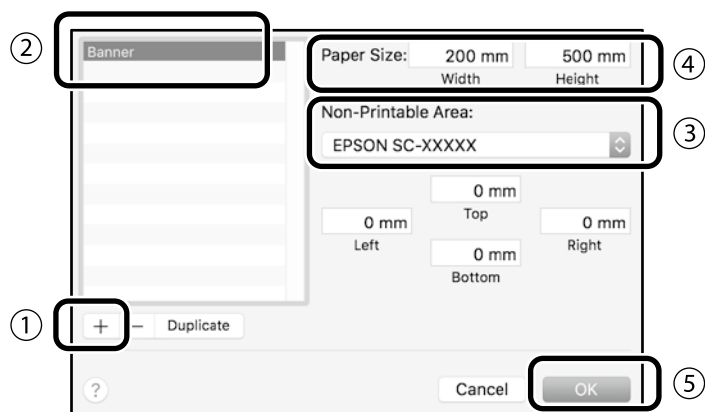 ② Banner
Paper Size: 200 mm 500 mm ④
Width Height
Non-Printable Area:
EPSON SC-XXXXX ③
0 mm
Top
0 mm 0 mm
Left Right
0 mm
Bottom
① + − Duplicate
? Cancel OK ⑤